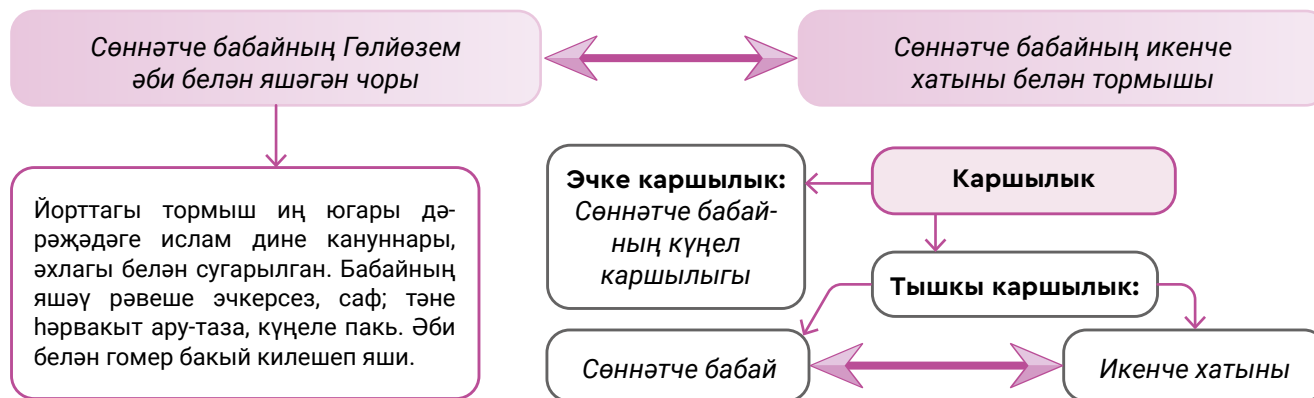 Сөннәтче бабайның Гөлйөзем
әби белән яшәгән чоры
Сөннәтче бабайның икенче
хатыны белән тормышы
Йорттагы тормыш иң югары дә-
рәҗәдәге ислам дине кануннары,
әхлагы белән сугарылган. Бабайның
яшәү рәвеше эчкерсез, саф; тәне
һәрвакыт ару-таза, күңеле пакь. Әби
белән гомер бакый килешеп яши.
Эчке каршылык:
Сөннәтче бабай-
ның күңел
каршылыгы
Каршылык
Тышкы каршылык:
Сөннәтче бабай
Икенче хатыны